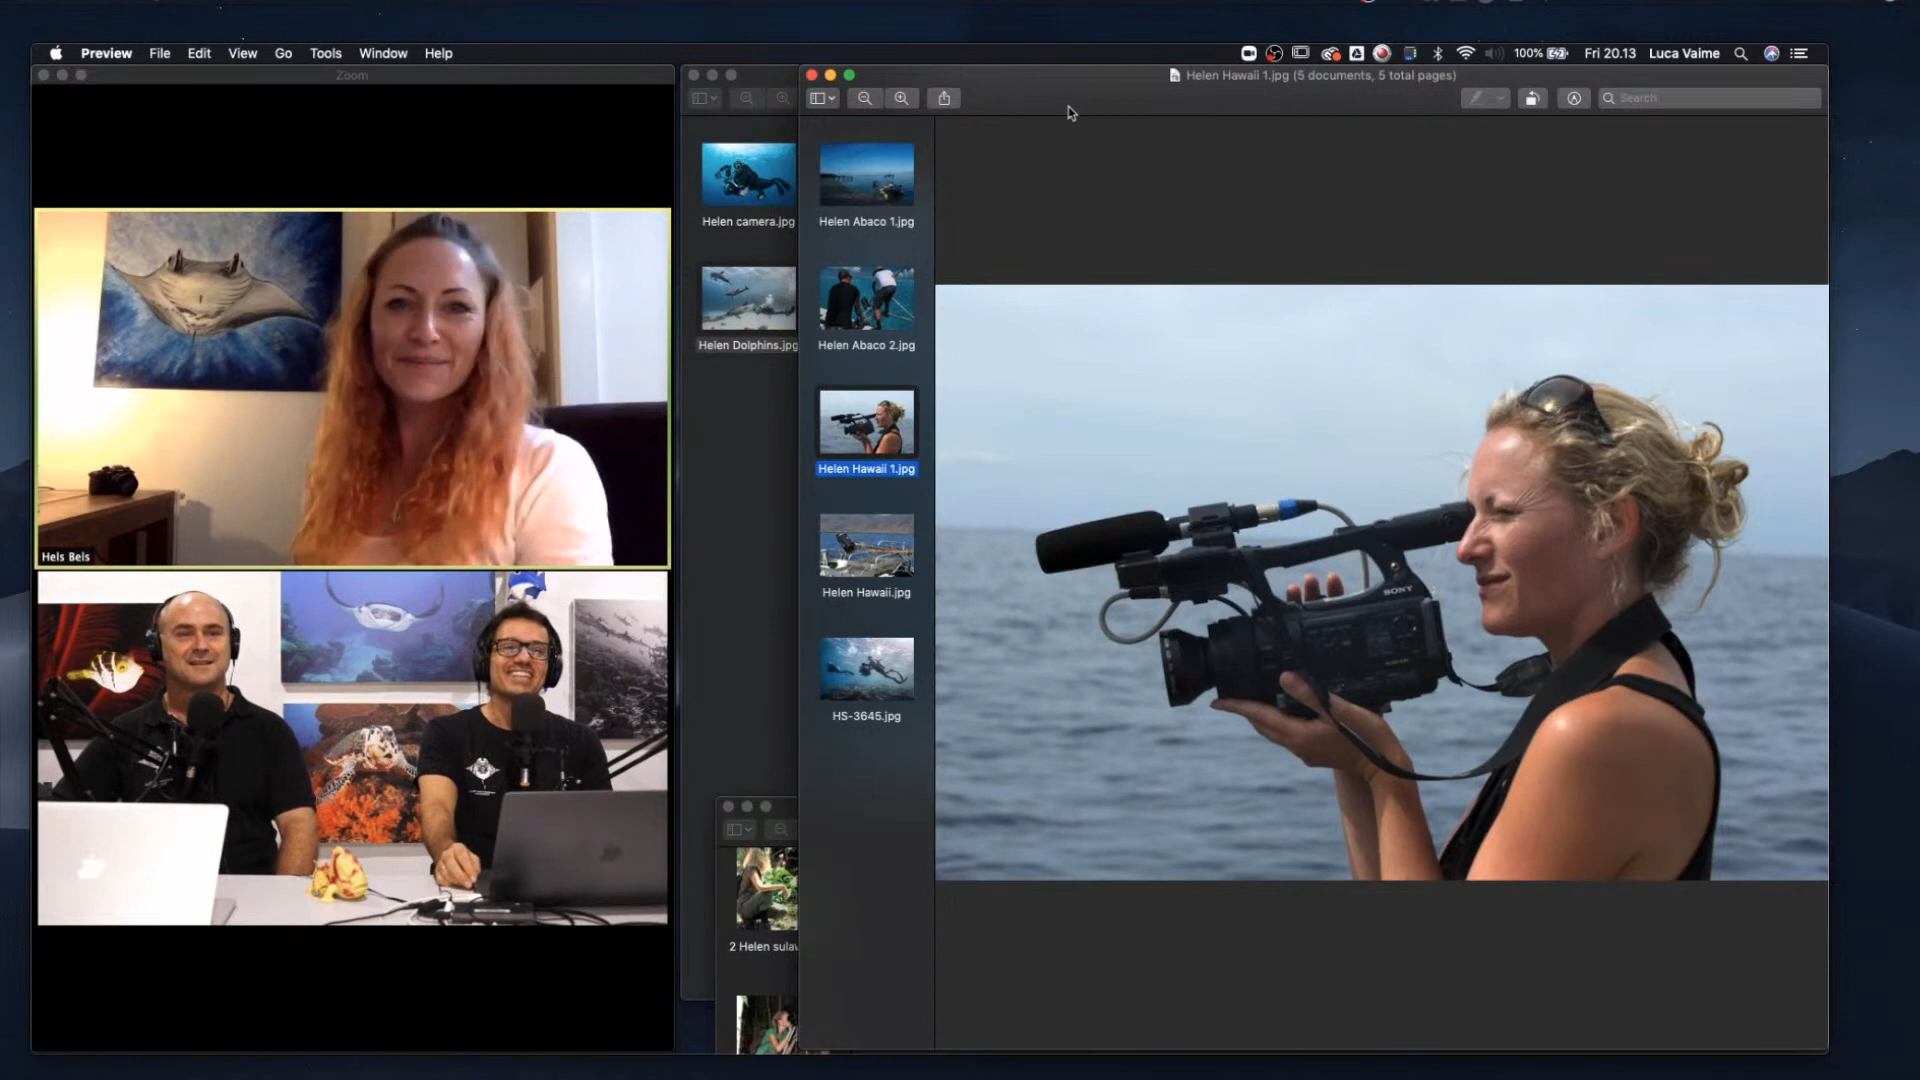 Preview File Edit View Go Tools Window Help
100% Fri 20.13 Luca Vaime
Zoom
Helen Hawaii 1.jpg (5 documents, 5 total pages)
Search
Helen camera.jpg
Helen Dolphins.jpg
Helen Abaco 1.jpg
Helen Abaco 2.jpg
Helen Hawaii 1.jpg
Helen Hawaii.jpg
HS-3645.jpg
Hels Bels
SONY
2 Helen sulaw